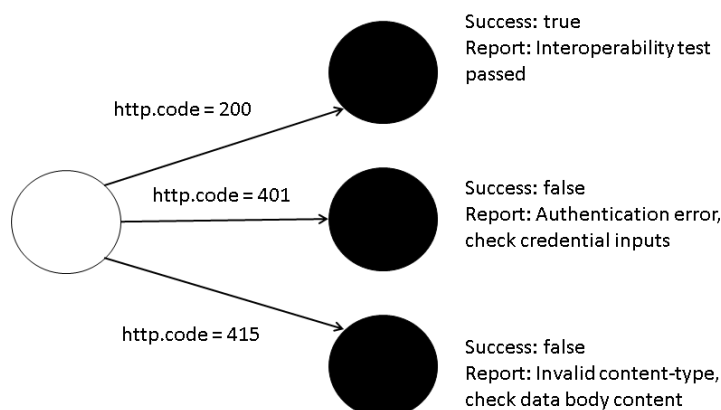 Success: true
Report: Interoperability test
passed
http.code = 200
http.code = 401
Success: false
Report: Authentication error,
check credential inputs
http.code = 415
Success: false
Report: Invalid content-type,
check data body content